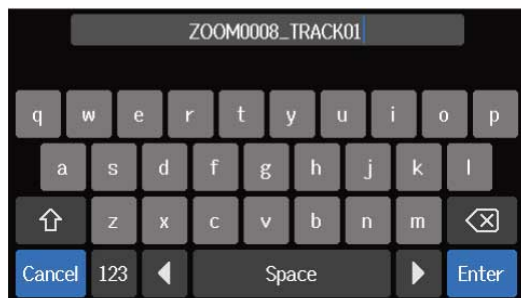 ZOOM0008_TRACK01
q w e r t y u i o p
a s d f g h j k l
z x c v b n m
Cancel 123 Space Enter